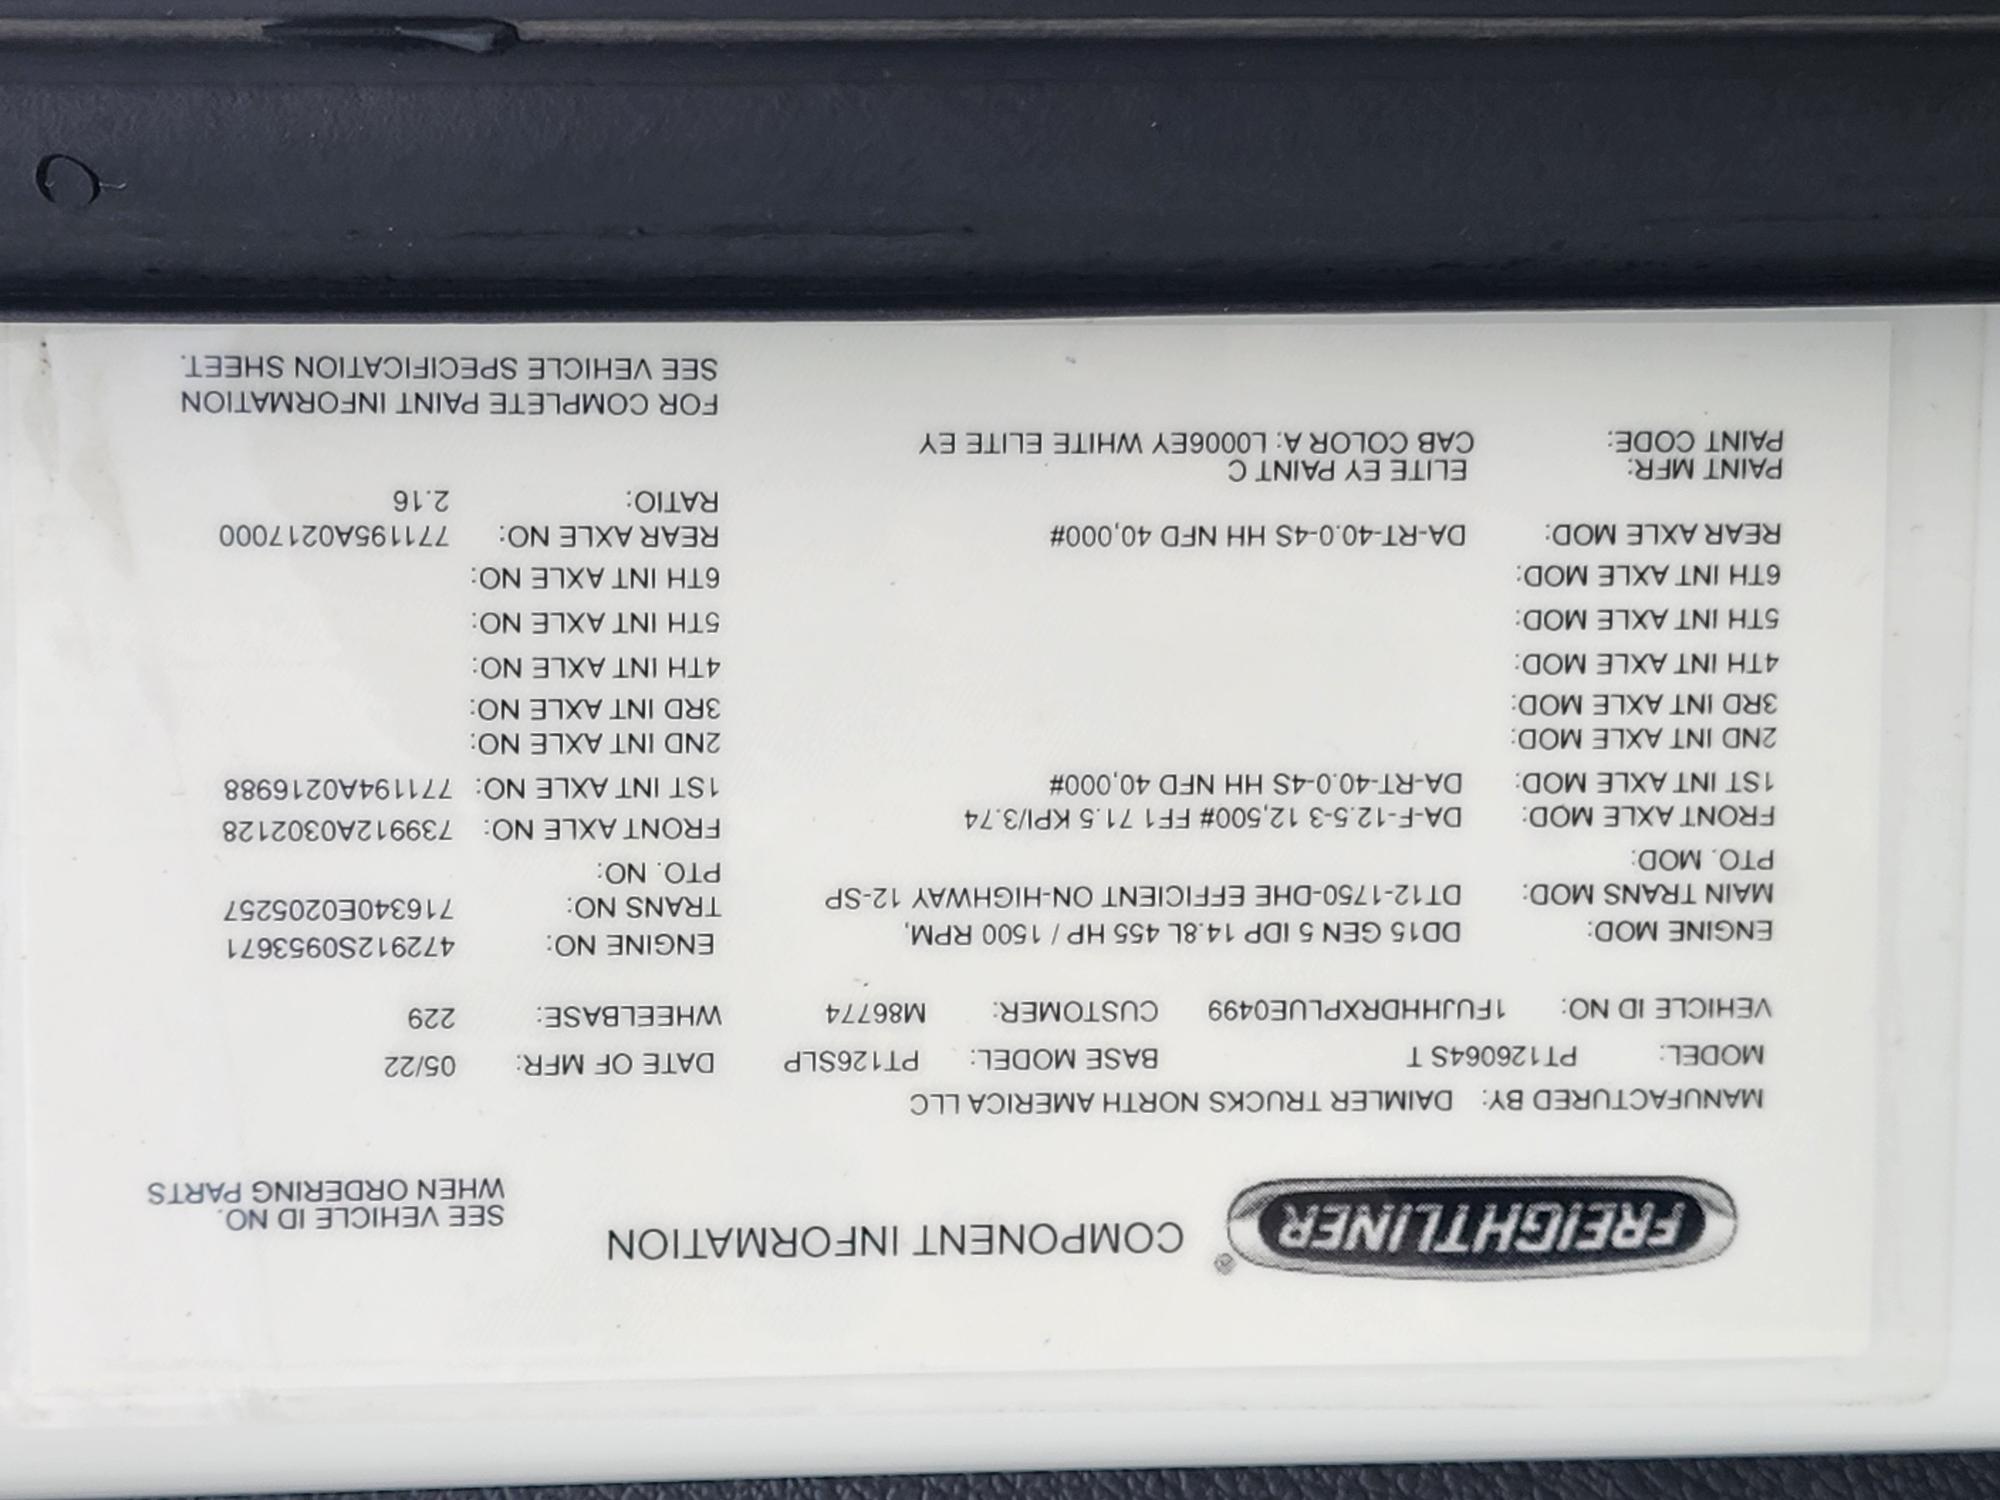 FREIGHTLINER®
COMPONENT INFORMATION
SEE VEHICLE ID NO.
WHEN ORDERING PARTS
MANUFACTURED BY: DAIMLER TRUCKS NORTH AMERICA LLC
MODEL: PT126064S T BASE MODEL: PT126SLP DATE OF MFR: 05/22
VEHICLE ID NO: 1FUJHHDRXPLUE0499 CUSTOMER: M86774 WHEELBASE: 229
ENGINE MOD: DD15 GEN 5 IDP 14.8L 455 HP / 1500 RPM, ENGINE NO: 472912S0953671
MAIN TRANS MOD: DT12-1750-DHE EFFICIENT ON-HIGHWAY 12-SP TRANS NO: 716340E0205257
PTO. MOD: PTO. NO:
FRONT AXLE MOD: DA-F-12.5-3 12,500# FF1 71.5 KPI/3.74 FRONT AXLE NO: 739912A0302128
1ST INT AXLE MOD: DA-RT-40.0-4S HH NFD 40,000# 1ST INT AXLE NO: 771194A0216988
2ND INT AXLE MOD: 2ND INT AXLE NO:
3RD INT AXLE MOD: 3RD INT AXLE NO:
4TH INT AXLE MOD: 4TH INT AXLE NO:
5TH INT AXLE MOD: 5TH INT AXLE NO:
6TH INT AXLE MOD: 6TH INT AXLE NO:
REAR AXLE MOD: DA-RT-40.0-4S HH NFD 40,000# REAR AXLE NO: 771195A0217000
RATIO: 2.16
PAINT MFR: ELITE EY PAINT C
PAINT CODE: CAB COLOR A: L0006EY WHITE ELITE EY
FOR COMPLETE PAINT INFORMATION
SEE VEHICLE SPECIFICATION SHEET.